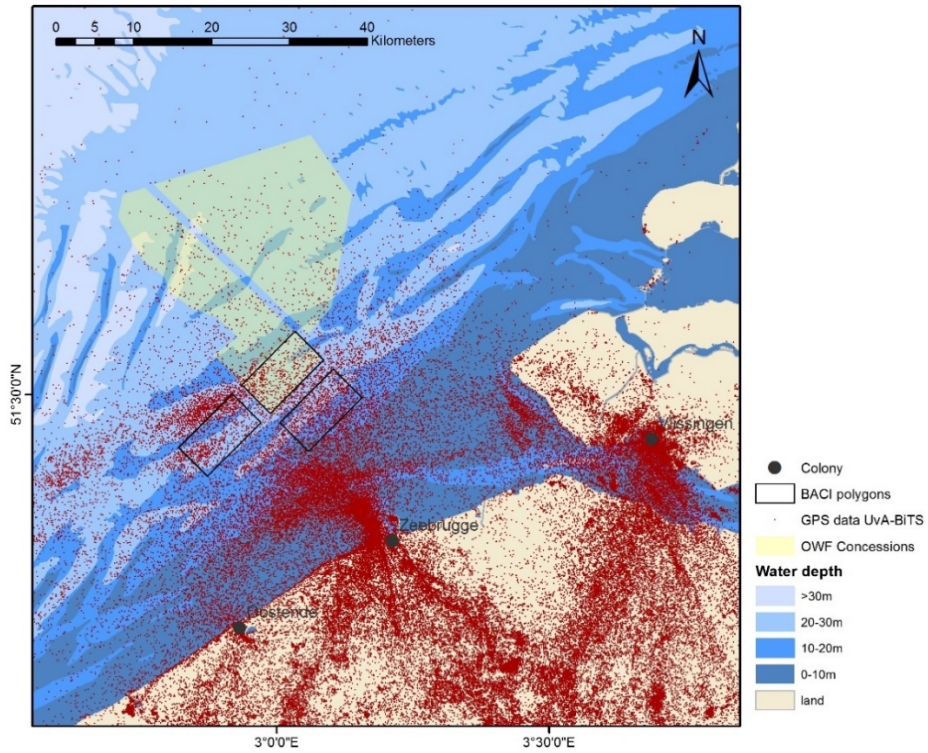 0 5 10 20 30 40
Kilometers
N
51°30'0"N
Vlissingen
Zeebrugge
Oostende
3°0'0"E 3°30'0"E
Colony
BACI polygons
GPS data UvA-BiTS
OWF Concessions
Water depth
>30m
20-30m
10-20m
0-10m
land